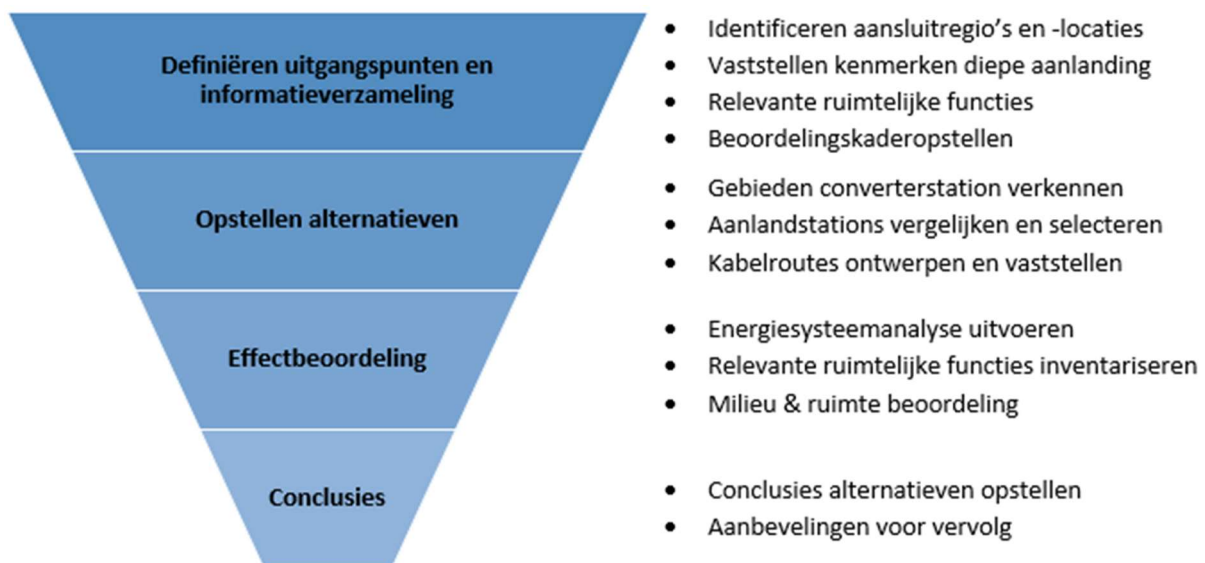 Definiëren uitgangspunten en
informatieverzameling
• Identificeren aansluitregio's en -locaties
• Vaststellen kenmerken diepe aanlanding
• Relevante ruimtelijke functies
• Beoordelingskaderopstellen
Opstellen alternatieven
• Gebieden converterstation verkennen
• Aanlandstations vergelijken en selecteren
• Kabelroutes ontwerpen en vaststellen
Effectbeoordeling
• Energiesysteemanalyse uitvoeren
• Relevante ruimtelijke functies inventariseren
• Milieu & ruimte beoordeling
Conclusies
• Conclusies alternatieven opstellen
• Aanbevelingen voor vervolg